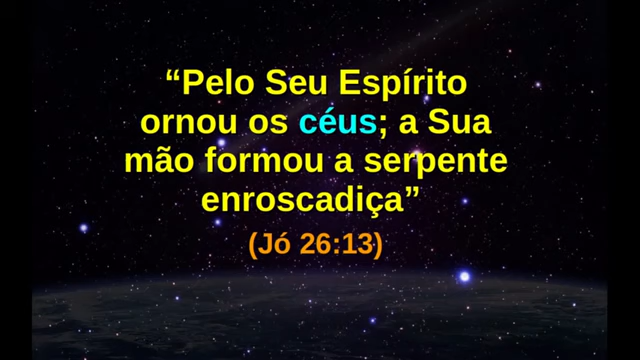 “Pelo Seu Espírito
ornou os céus; a Sua
mão formou a serpente
enroscadiça”
(Jó 26:13)